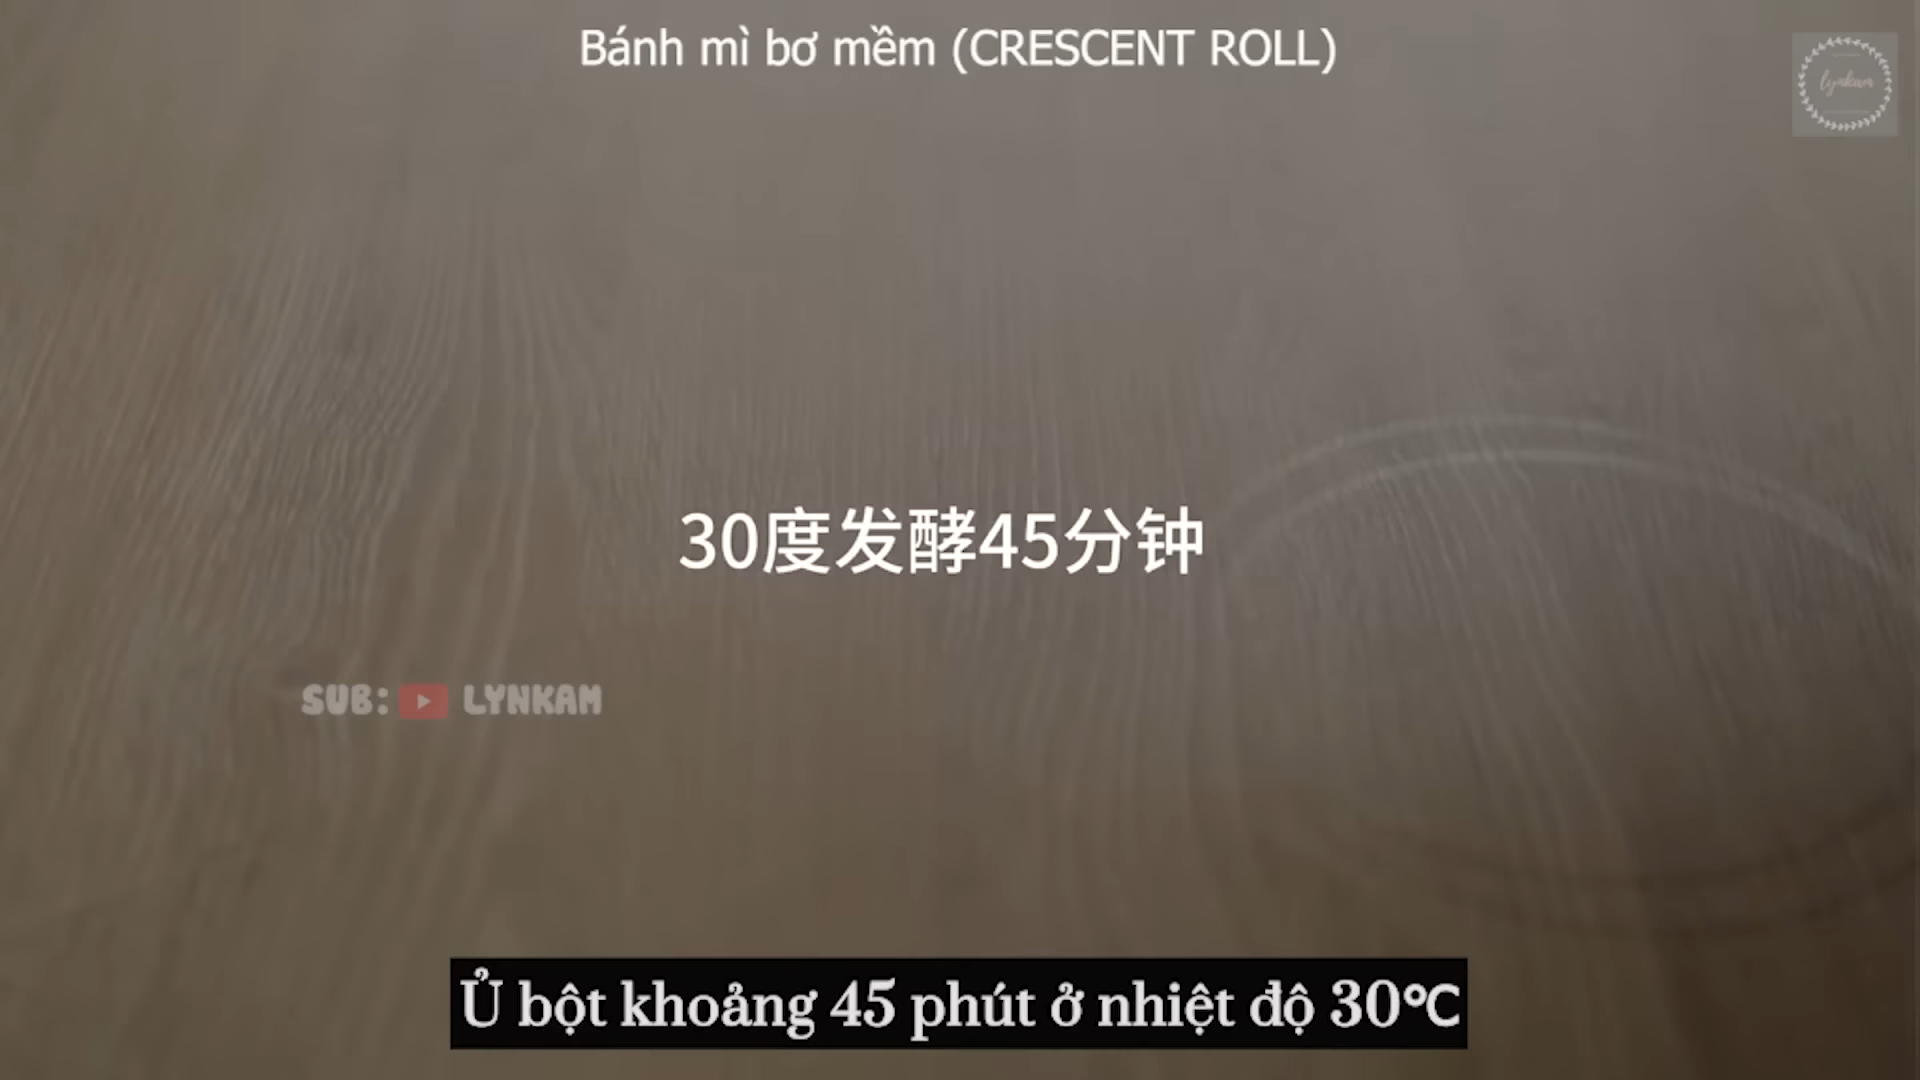 Bánh mì bơ mềm (CRESCENT ROLL)
lynkam
30度发酵45分钟
SUB: LYNKAM
Ủ bột khoảng 45 phút ở nhiệt độ 30°C